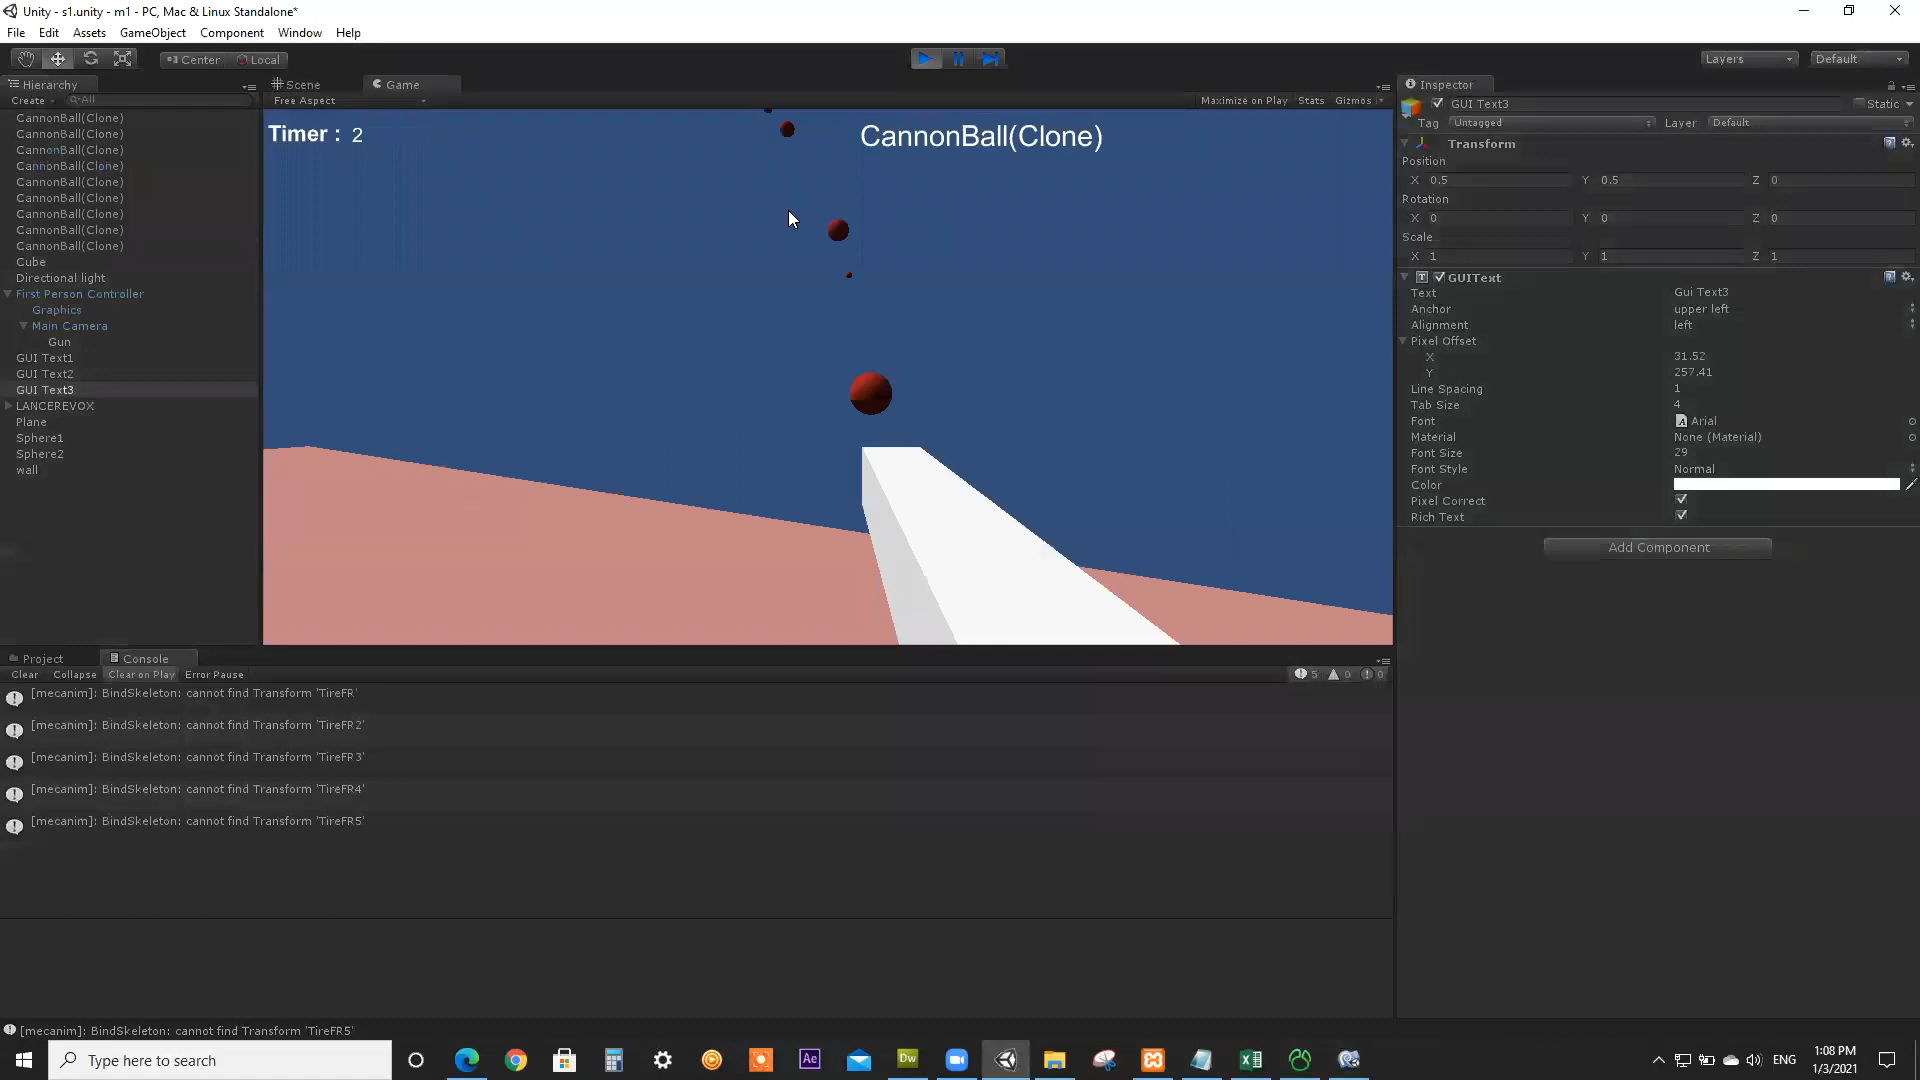 Unity - s1.unity - m1 - PC, Mac & Linux Standalone*
File Edit Assets GameObject Component Window Help
Center Local Layers Default
Hierarchy Scene Game Inspector
Create All Free Aspect Maximize on Play Stats Gizmos
GUI Text3 Static
Tag Untagged Layer Default
CannonBall(Clone)
CannonBall(Clone)
CannonBall(Clone)
CannonBall(Clone)
CannonBall(Clone)
CannonBall(Clone)
CannonBall(Clone)
CannonBall(Clone)
CannonBall(Clone)
Cube
Directional light
First Person Controller
Graphics
Main Camera
Gun
GUI Text1
GUI Text2
GUI Text3
LANCEREVOX
Plane
Sphere1
Sphere2
wall
Timer : 2
CannonBall(Clone)
Transform
Position
X 0.5 Y 0.5 Z 0
Rotation
X 0 Y 0 Z 0
Scale
X 1 Y 1 Z 1
GUIText
Text Gui Text3
Anchor upper left
Alignment left
Pixel Offset
X 31.52
Y 257.41
Line Spacing 1
Tab Size 4
Font Arial
Material None (Material)
Font Size 29
Font Style Normal
Color
Pixel Correct
Rich Text
Add Component
Project Console
Clear Collapse Clear on Play Error Pause 5 0 0
[mecanim]: BindSkeleton: cannot find Transform 'TireFR'
[mecanim]: BindSkeleton: cannot find Transform 'TireFR2'
[mecanim]: BindSkeleton: cannot find Transform 'TireFR3'
[mecanim]: BindSkeleton: cannot find Transform 'TireFR4'
[mecanim]: BindSkeleton: cannot find Transform 'TireFR5'
[mecanim]: BindSkeleton: cannot find Transform 'TireFR5'
Type here to search
Ae
Dw
ENG
1:08 PM
1/3/2021